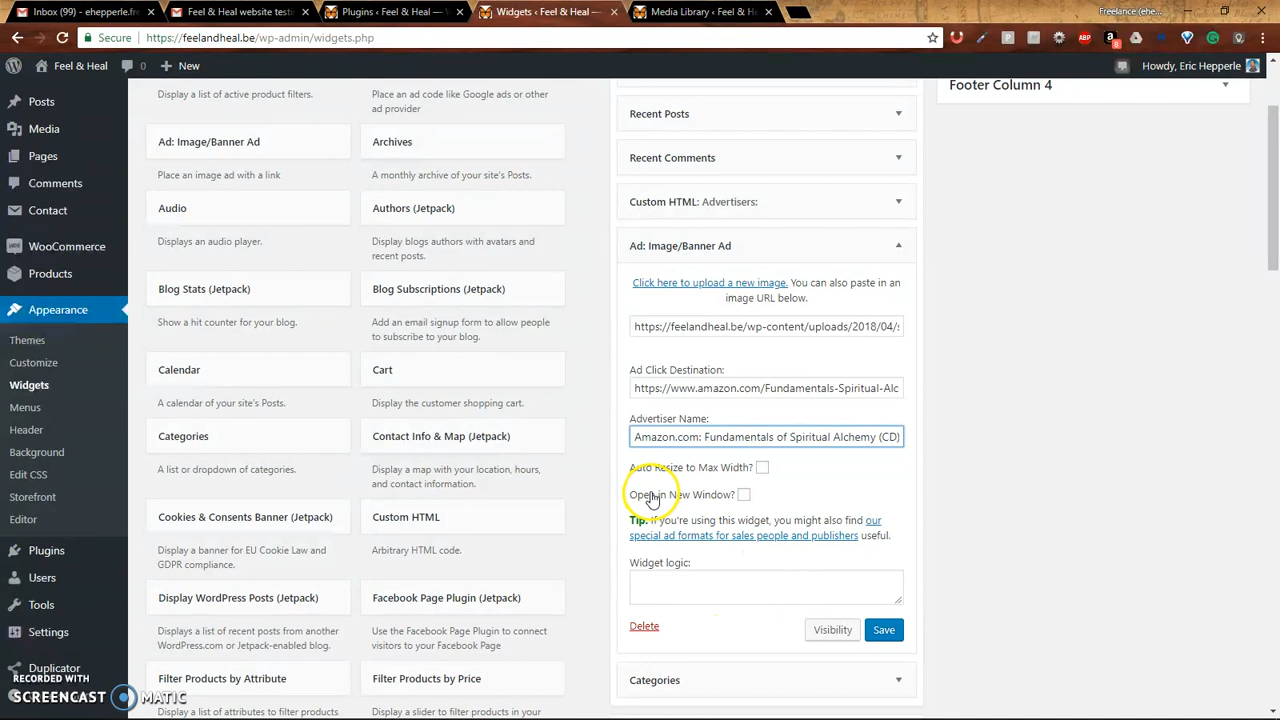 Inbox (90) - ehepperle.fre
Feel & Heal website testi
Plugins ‹ Feel & Heal —
Widgets ‹ Feel & Heal —
Media Library ‹ Feel & H
Freelance (ehe...
Secure
https://feelandheal.be/wp-admin/widgets.php
Feel & Heal
0
New
Howdy, Eric Hepperle
Posts
Media
Pages
Comments
Contact
WooCommerce
Products
Appearance
Themes
Customize
Widgets
Menus
Header
Background
Edit CSS
Storefront
Editor
Plugins
Users
Tools
Settings
Duplicator
RECORDED WITH
SCREENCAST MATIC
Display a list of active product filters.
Ad: Image/Banner Ad
Place an image ad with a link
Audio
Displays an audio player.
Blog Stats (Jetpack)
Show a hit counter for your blog.
Calendar
A calendar of your site's Posts.
Categories
A list or dropdown of categories.
Cookies & Consents Banner (Jetpack)
Display a banner for EU Cookie Law and
GDPR compliance.
Display WordPress Posts (Jetpack)
Displays a list of recent posts from another
WordPress.com or Jetpack-enabled blog.
Filter Products by Attribute
Display a list of attributes to filter products
Place an ad code like Google ads or other
ad provider
Archives
A monthly archive of your site's Posts.
Authors (Jetpack)
Display blogs authors with avatars and
recent posts.
Blog Subscriptions (Jetpack)
Add an email signup form to allow people
to subscribe to your blog.
Cart
Display the customer shopping cart.
Contact Info & Map (Jetpack)
Display a map with your location, hours,
and contact information.
Custom HTML
Arbitrary HTML code.
Facebook Page Plugin (Jetpack)
Use the Facebook Page Plugin to connect
visitors to your Facebook Page
Filter Products by Price
Display a slider to filter products in your
Recent Posts
Recent Comments
Custom HTML: Advertisers:
Ad: Image/Banner Ad
Click here to upload a new image. You can also paste in an
image URL below.
https://feelandheal.be/wp-content/uploads/2018/04/s
Ad Click Destination:
https://www.amazon.com/Fundamentals-Spiritual-Alc
Advertiser Name:
Amazon.com: Fundamentals of Spiritual Alchemy (CD)
Auto Resize to Max Width?
Open in New Window?
Tip: If you're using this widget, you might also find our
special ad formats for sales people and publishers useful.
Widget logic:
Delete
Visibility
Save
Categories
Footer Column 4